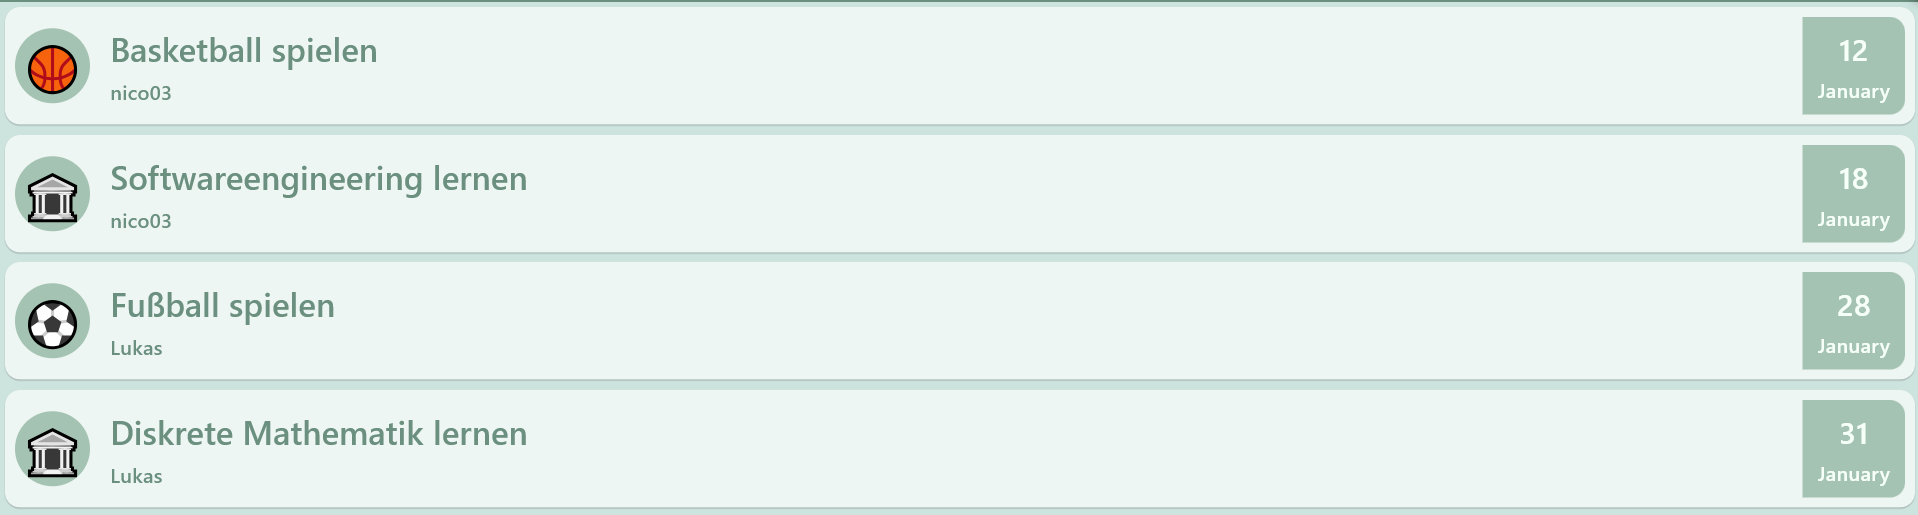 Basketball spielen
nico03
12
January
Softwareengineering lernen
nico03
18
January
Fußball spielen
Lukas
28
January
Diskrete Mathematik lernen
Lukas
31
January